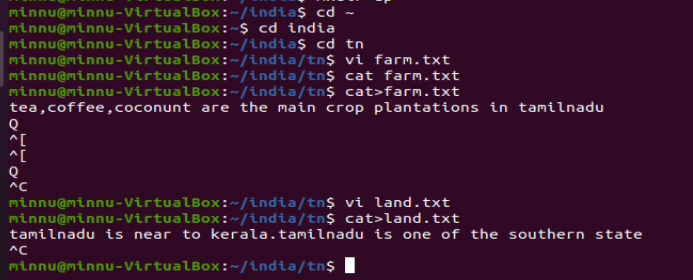 minnu@minnu-VirtualBox:~/india$ cd ~
minnu@minnu-VirtualBox:~$ cd india
minnu@minnu-VirtualBox:~/india$ cd tn
minnu@minnu-VirtualBox:~/india/tn$ vi farm.txt
minnu@minnu-VirtualBox:~/india/tn$ cat farm.txt
minnu@minnu-VirtualBox:~/india/tn$ cat>farm.txt
tea,coffee,coconunt are the main crop plantations in tamilnadu
Q
^[
^[
Q
^C
minnu@minnu-VirtualBox:~/india/tn$ vi land.txt
minnu@minnu-VirtualBox:~/india/tn$ cat>land.txt
tamilnadu is near to kerala.tamilnadu is one of the southern state
^C
minnu@minnu-VirtualBox:~/india/tn$